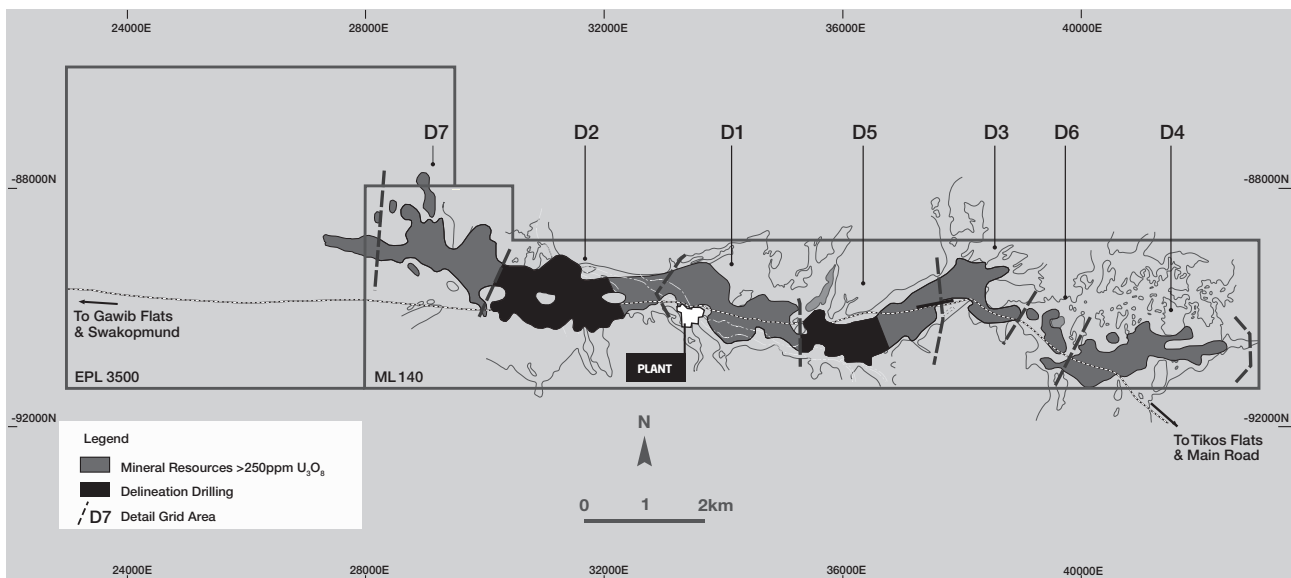 24000E 28000E 32000E 36000E 40000E
D7 D2 D1 D5 D3 D6 D4
-88000N -88000N
To Gawib Flats
& Swakopmund
PLANT
EPL 3500 ML 140
-92000N -92000N
To Tikos Flats
& Main Road
N
0 1 2km
Legend
Mineral Resources >250ppm U₃O₈
Delineation Drilling
D7 Detail Grid Area
24000E 28000E 32000E 36000E 40000E